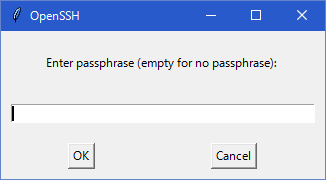 OpenSSH
Enter passphrase (empty for no passphrase):
OK
Cancel